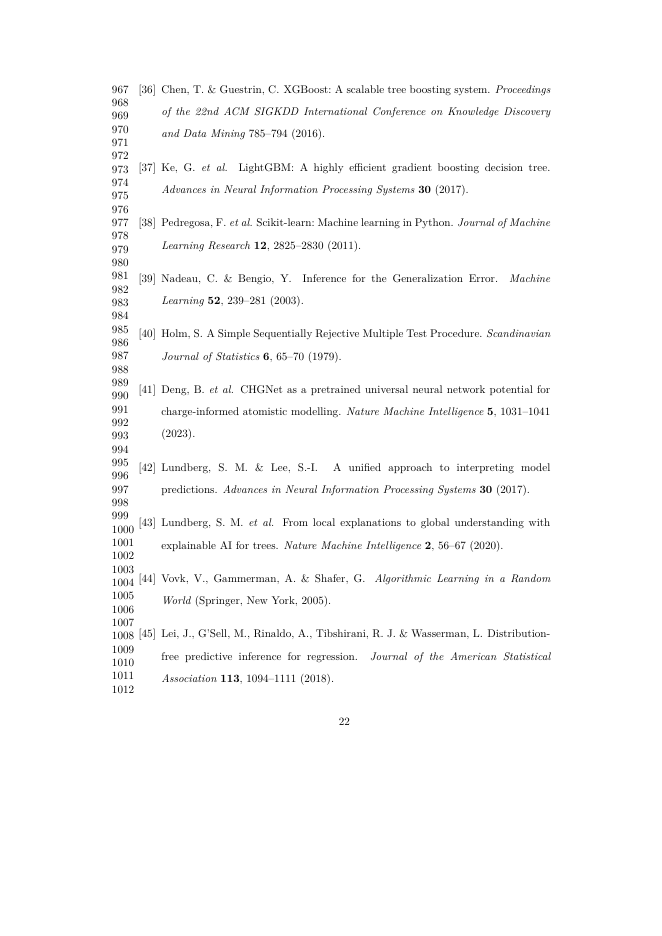 967
968
969
970
971
972
973
974
975
976
977
978
979
980
981
982
983
984
985
986
987
988
989
990
991
992
993
994
995
996
997
998
999
1000
1001
1002
1003
1004
1005
1006
1007
1008
1009
1010
1011
1012
[36] Chen, T. & Guestrin, C. XGBoost: A scalable tree boosting system. Proceedings
of the 22nd ACM SIGKDD International Conference on Knowledge Discovery
and Data Mining 785–794 (2016).
[37] Ke, G. et al. LightGBM: A highly efficient gradient boosting decision tree.
Advances in Neural Information Processing Systems 30 (2017).
[38] Pedregosa, F. et al. Scikit-learn: Machine learning in Python. Journal of Machine
Learning Research 12, 2825–2830 (2011).
[39] Nadeau, C. & Bengio, Y. Inference for the Generalization Error. Machine
Learning 52, 239–281 (2003).
[40] Holm, S. A Simple Sequentially Rejective Multiple Test Procedure. Scandinavian
Journal of Statistics 6, 65–70 (1979).
[41] Deng, B. et al. CHGNet as a pretrained universal neural network potential for
charge-informed atomistic modelling. Nature Machine Intelligence 5, 1031–1041
(2023).
[42] Lundberg, S. M. & Lee, S.-I. A unified approach to interpreting model
predictions. Advances in Neural Information Processing Systems 30 (2017).
[43] Lundberg, S. M. et al. From local explanations to global understanding with
explainable AI for trees. Nature Machine Intelligence 2, 56–67 (2020).
[44] Vovk, V., Gammerman, A. & Shafer, G. Algorithmic Learning in a Random
World (Springer, New York, 2005).
[45] Lei, J., G'Sell, M., Rinaldo, A., Tibshirani, R. J. & Wasserman, L. Distribution-
free predictive inference for regression. Journal of the American Statistical
Association 113, 1094–1111 (2018).
22